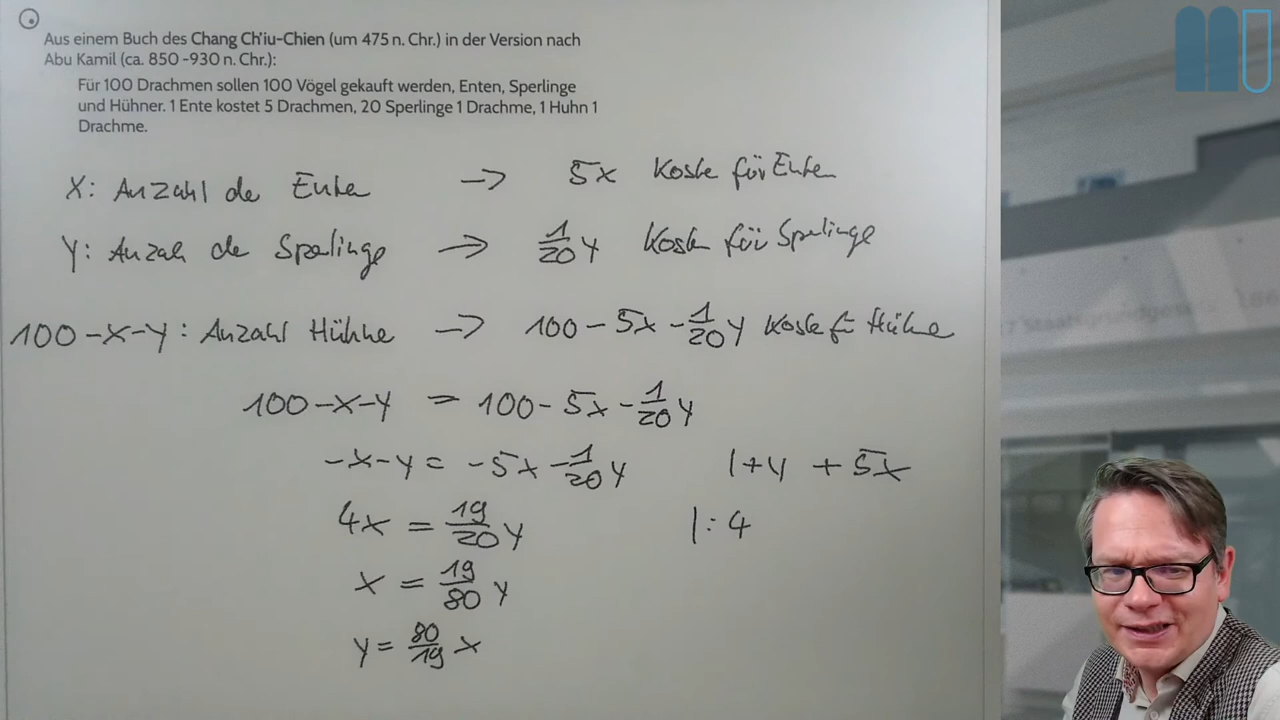 Aus einem Buch des Chang Ch'iu-Chien (um 475 n. Chr.) in der Version nach
Abu Kamil (ca. 850 -930 n. Chr.):
Für 100 Drachmen sollen 100 Vögel gekauft werden, Enten, Sperlinge
und Hühner. 1 Ente kostet 5 Drachmen, 20 Sperlinge 1 Drachme, 1 Huhn 1
Drachme.
X: Anzahl der Enten → 5x Kosten für Enten
Y: Anzahl der Sperlinge → 1/20 y Kosten für Sperlinge
100-x-y: Anzahl Hühner → 100-5x-1/20 y Kosten für Hühner
100-x-y = 100-5x-1/20 y
-x-y = -5x-1/20 y |+y +5x
4x = 19/20 y |:4
x = 19/80 y
y = 80/19 x